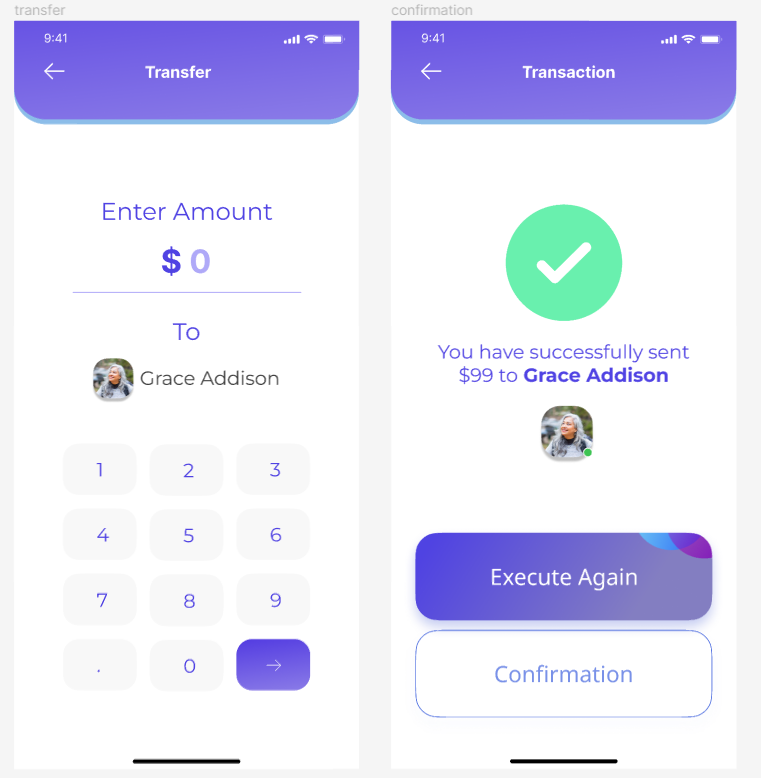 transfer
9:41
Transfer
Enter Amount
$ 0
To
Grace Addison
1 2 3
4 5 6
7 8 9
. 0
confirmation
9:41
Transaction
You have successfully sent
$99 to Grace Addison
Execute Again
Confirmation